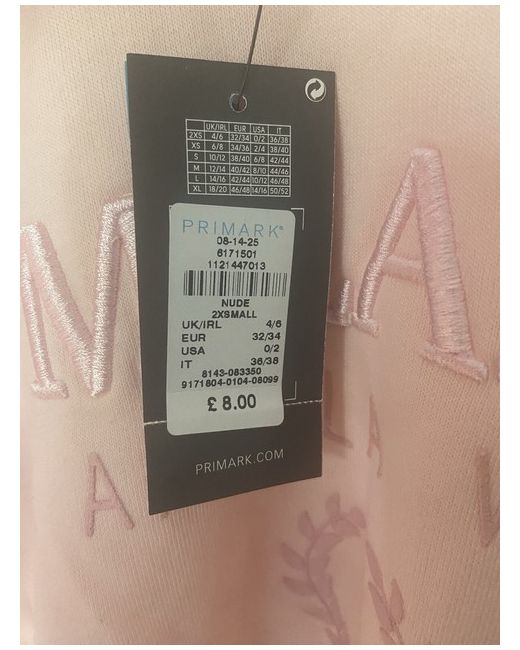 UK/IRL EUR USA IT
2XS 4/6 32/34 0/2 36/38
XS 6/8 34/36 2/4 38/40
S 10/12 38/40 6/8 42/44
M 12/14 40/42 8/10 44/46
L 14/16 42/44 10/12 46/48
XL 18/20 46/48 14/16 50/52
PRIMARK®
08-14-25
6171501
1121447013
NUDE
2XSMALL
UK/IRL 4/6
EUR 32/34
USA 0/2
IT 36/38
8143-083350
9171804-0104-08099
£ 8.00
PRIMARK.COM
M
LA
A
LA